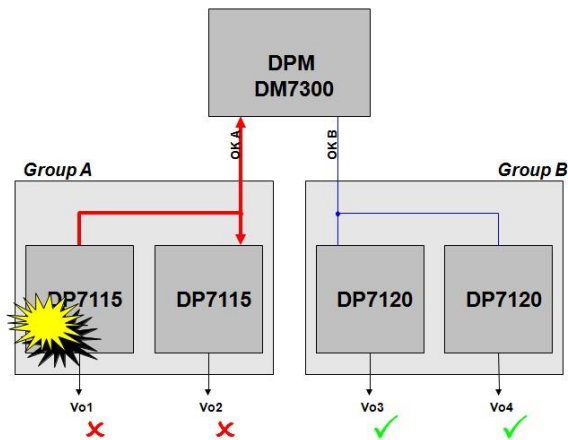 DPM
DM7300
OK A
OK B
Group A
Group B
DP7115
DP7115
DP7120
DP7120
Vo1
Vo2
Vo3
Vo4